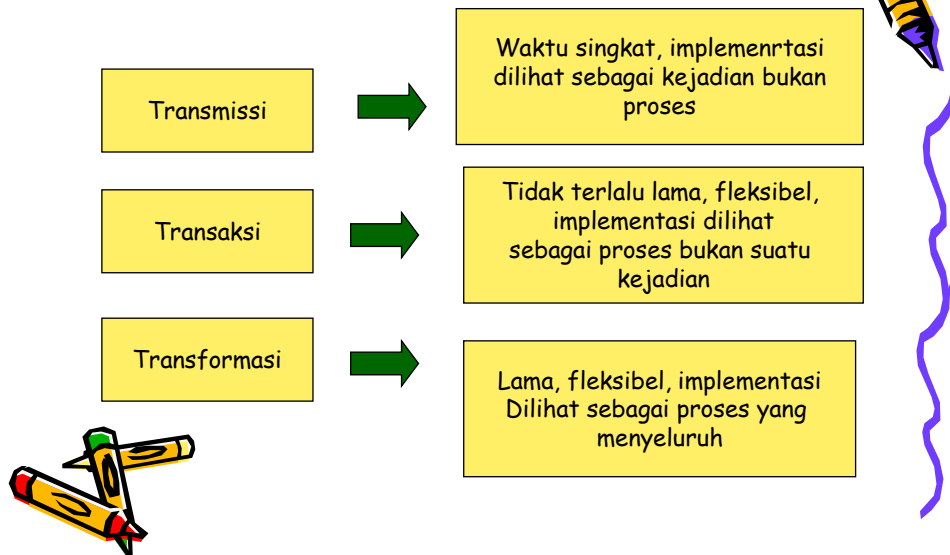 Transmissi
Waktu singkat, implemenrtasi
dilihat sebagai kejadian bukan
proses
Transaksi
Tidak terlalu lama, fleksibel,
implementasi dilihat
sebagai proses bukan suatu
kejadian
Transformasi
Lama, fleksibel, implementasi
Dilihat sebagai proses yang
menyeluruh